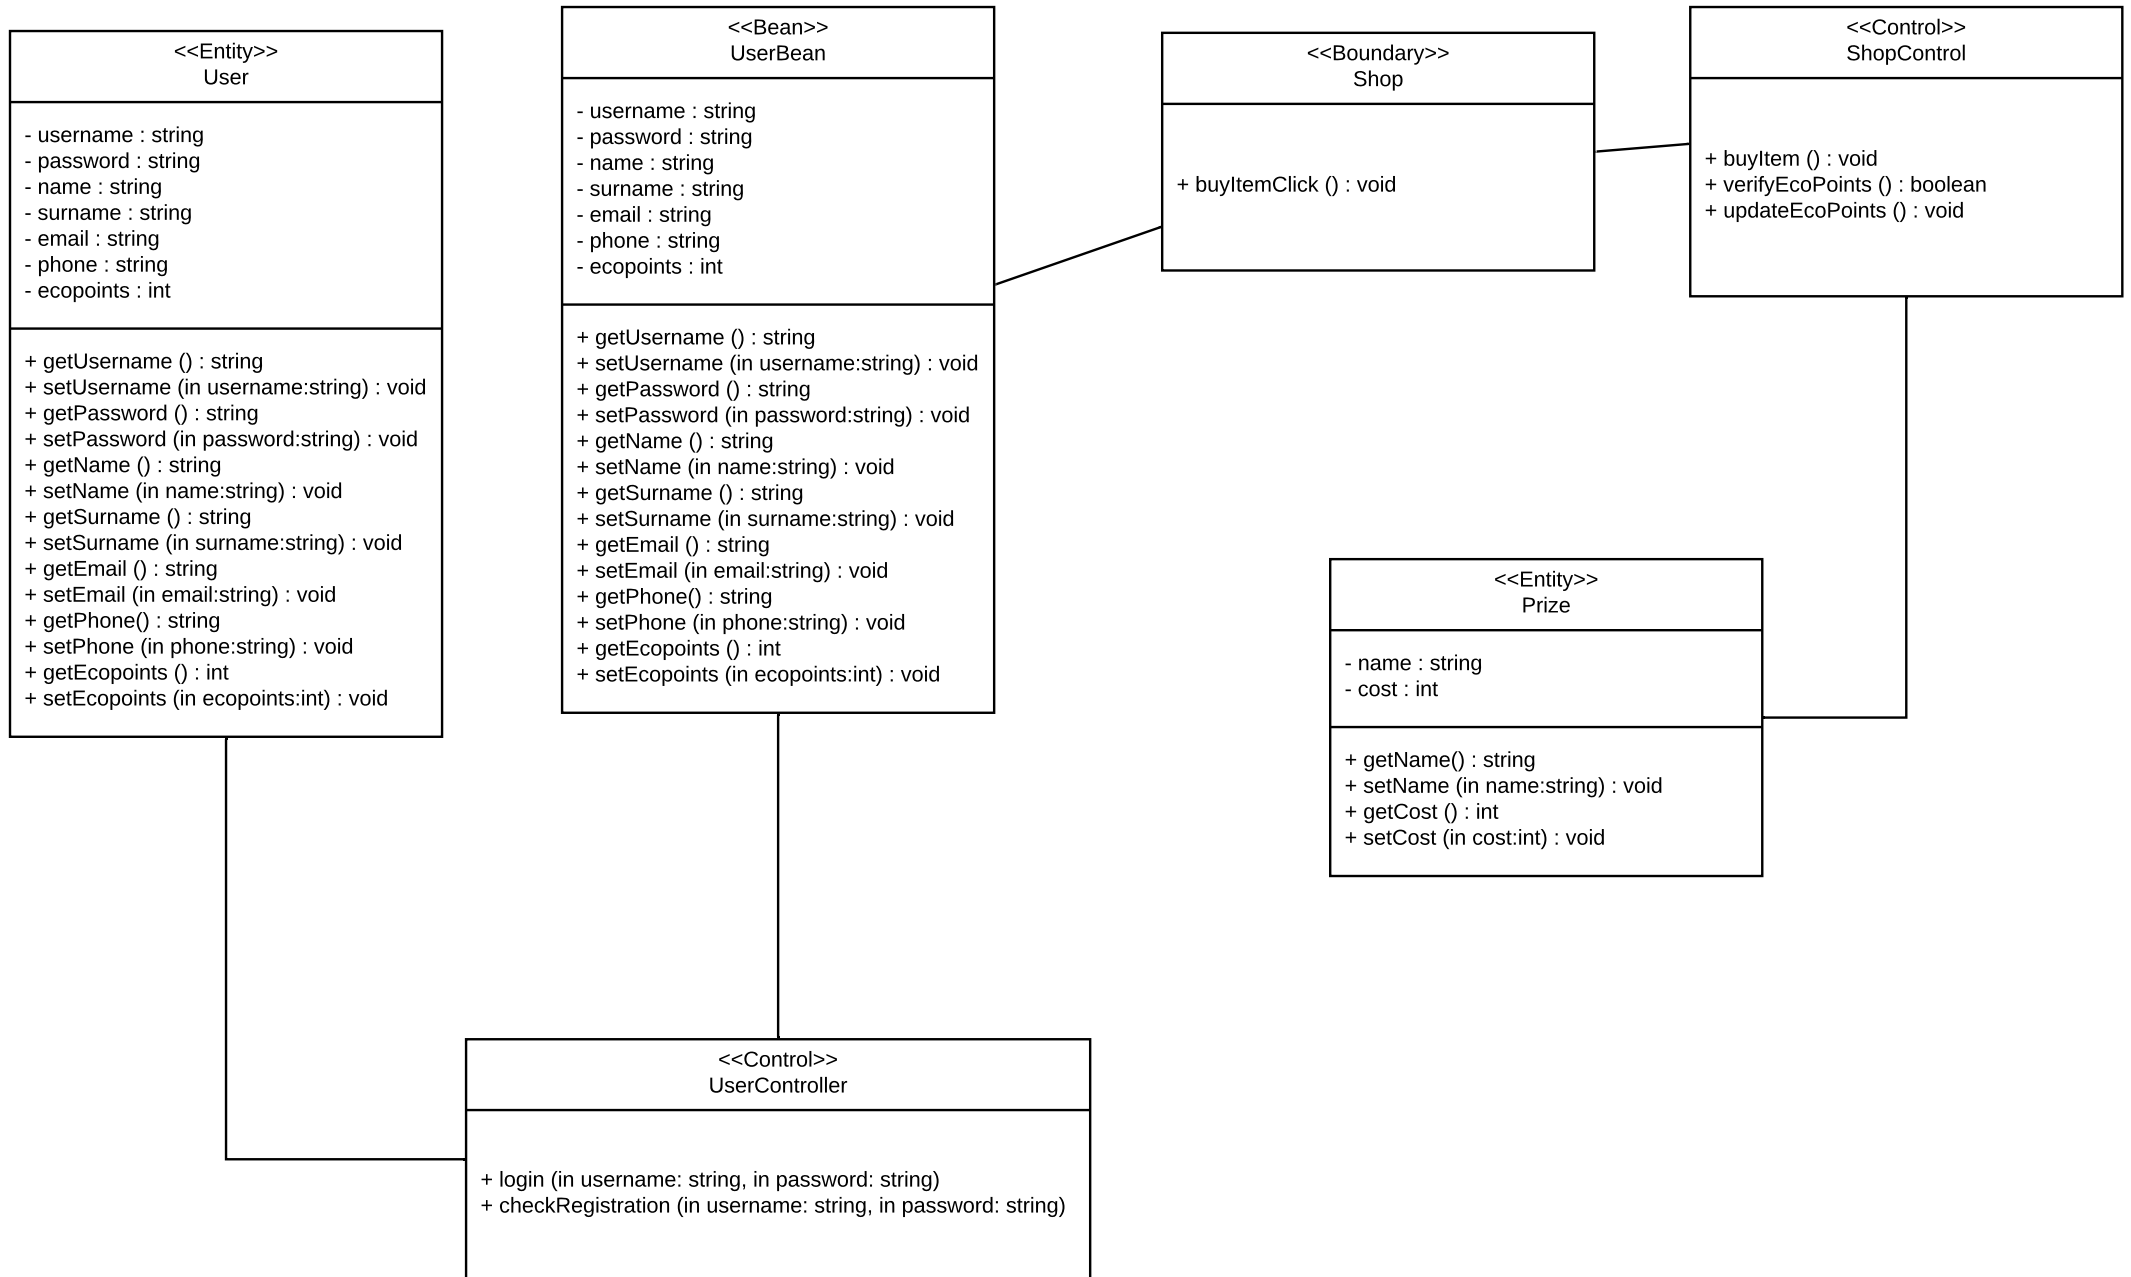 <<Entity>>
User
- username : string
- password : string
- name : string
- surname : string
- email : string
- phone : string
- ecopoints : int
+ getUsername () : string
+ setUsername (in username:string) : void
+ getPassword () : string
+ setPassword (in password:string) : void
+ getName () : string
+ setName (in name:string) : void
+ getSurname () : string
+ setSurname (in surname:string) : void
+ getEmail () : string
+ setEmail (in email:string) : void
+ getPhone() : string
+ setPhone (in phone:string) : void
+ getEcopoints () : int
+ setEcopoints (in ecopoints:int) : void
<<Bean>>
UserBean
- username : string
- password : string
- name : string
- surname : string
- email : string
- phone : string
- ecopoints : int
+ getUsername () : string
+ setUsername (in username:string) : void
+ getPassword () : string
+ setPassword (in password:string) : void
+ getName () : string
+ setName (in name:string) : void
+ getSurname () : string
+ setSurname (in surname:string) : void
+ getEmail () : string
+ setEmail (in email:string) : void
+ getPhone() : string
+ setPhone (in phone:string) : void
+ getEcopoints () : int
+ setEcopoints (in ecopoints:int) : void
<<Boundary>>
Shop
+ buyItemClick () : void
<<Control>>
ShopControl
+ buyItem () : void
+ verifyEcoPoints () : boolean
+ updateEcoPoints () : void
<<Entity>>
Prize
- name : string
- cost : int
+ getName() : string
+ setName (in name:string) : void
+ getCost () : int
+ setCost (in cost:int) : void
<<Control>>
UserController
+ login (in username: string, in password: string)
+ checkRegistration (in username: string, in password: string)